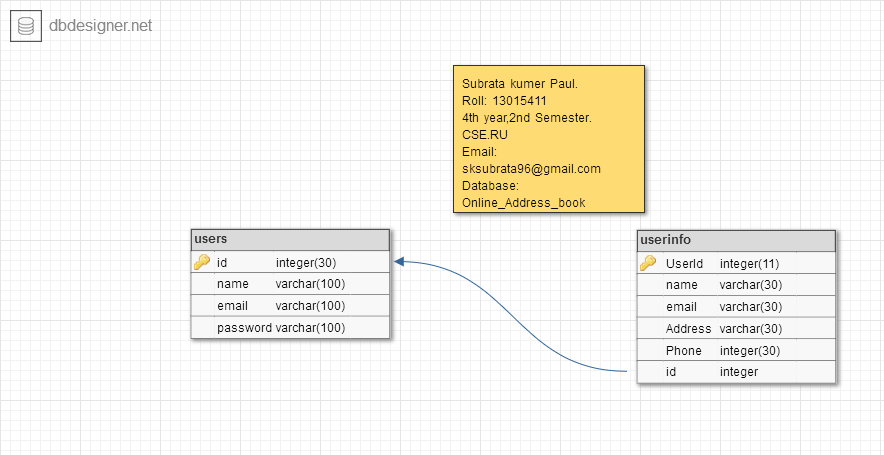 dbdesigner.net
Subrata kumer Paul.
Roll: 13015411
4th year,2nd Semester.
CSE.RU
Email:
sksubrata96@gmail.com
Database:
Online_Address_book
users
id integer(30)
name varchar(100)
email varchar(100)
password varchar(100)
userinfo
UserId integer(11)
name varchar(30)
email varchar(30)
Address varchar(30)
Phone integer(30)
id integer